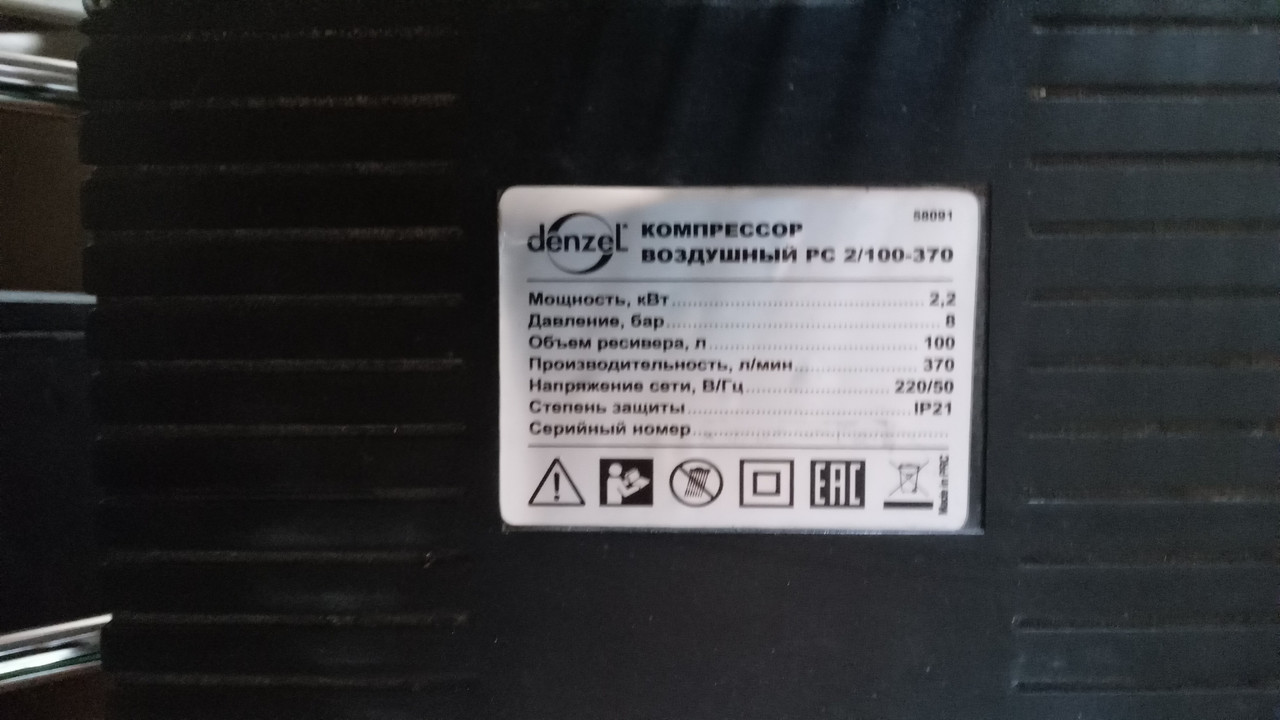 58091
denzel® КОМПРЕССОР
ВОЗДУШНЫЙ PC 2/100-370
Мощность, кВт........................................ 2,2
Давление, бар........................................ 8
Объем ресивера, л................................ 100
Производительность, л/мин.................... 370
Напряжение сети, В/Гц....................... 220/50
Степень защиты.................................... IP21
Серийный номер....................................
EAC
Made in PRC